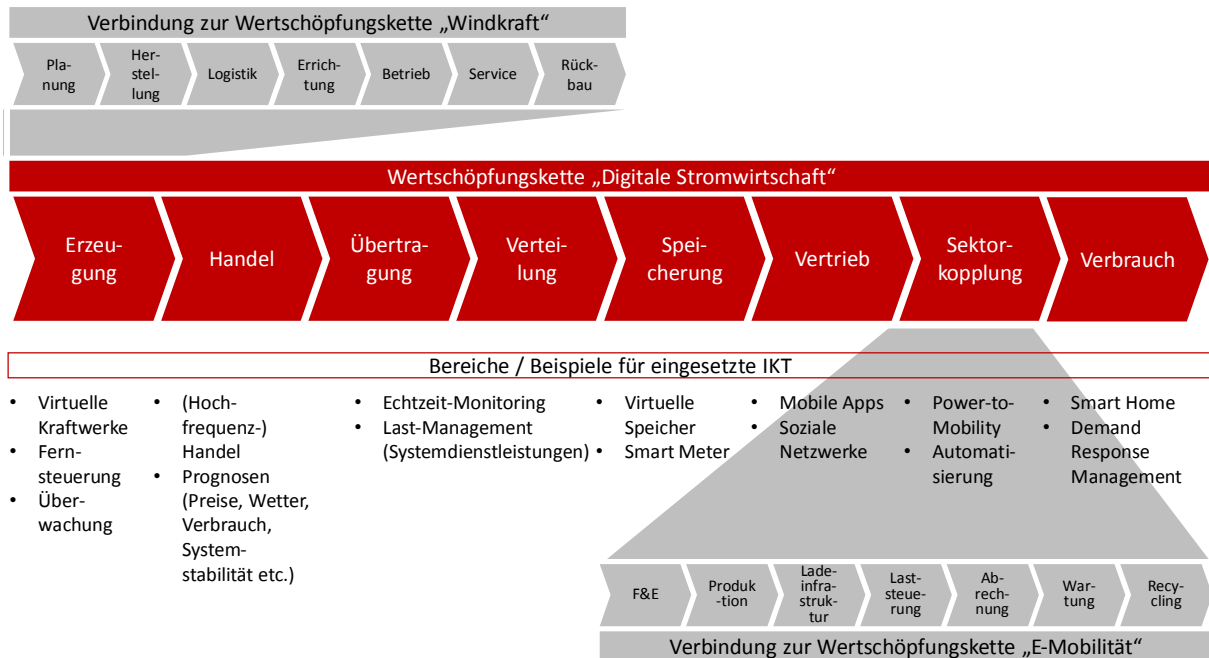 Verbindung zur Wertschöpfungskette „Windkraft“
Pla-
nung
Her-
stel-
lung
Logistik
Errich-
tung
Betrieb
Service
Rück-
bau
Wertschöpfungskette „Digitale Stromwirtschaft“
Erzeu-
gung
Handel
Übertra-
gung
Vertei-
lung
Spei-
cherung
Vertrieb
Sektor-
kopplung
Verbrauch
Bereiche / Beispiele für eingesetzte IKT
• Virtuelle
Kraftwerke
• Fern-
steuerung
• Über-
wachung
• (Hoch-
frequenz-)
Handel
• Prognosen
(Preise, Wetter,
Verbrauch,
System-
stabilität etc.)
• Echtzeit-Monitoring
• Last-Management
(Systemdienstleistungen)
• Virtuelle
Speicher
• Smart Meter
• Mobile Apps
• Soziale
Netzwerke
• Power-to-
Mobility
• Automati-
sierung
• Smart Home
• Demand
Response
Management
F&E
Produk
-tion
Lade-
infra-
struk-
tur
Last-
steue-
rung
Ab-
rech-
nung
War-
tung
Recy-
cling
Verbindung zur Wertschöpfungskette „E-Mobilität“